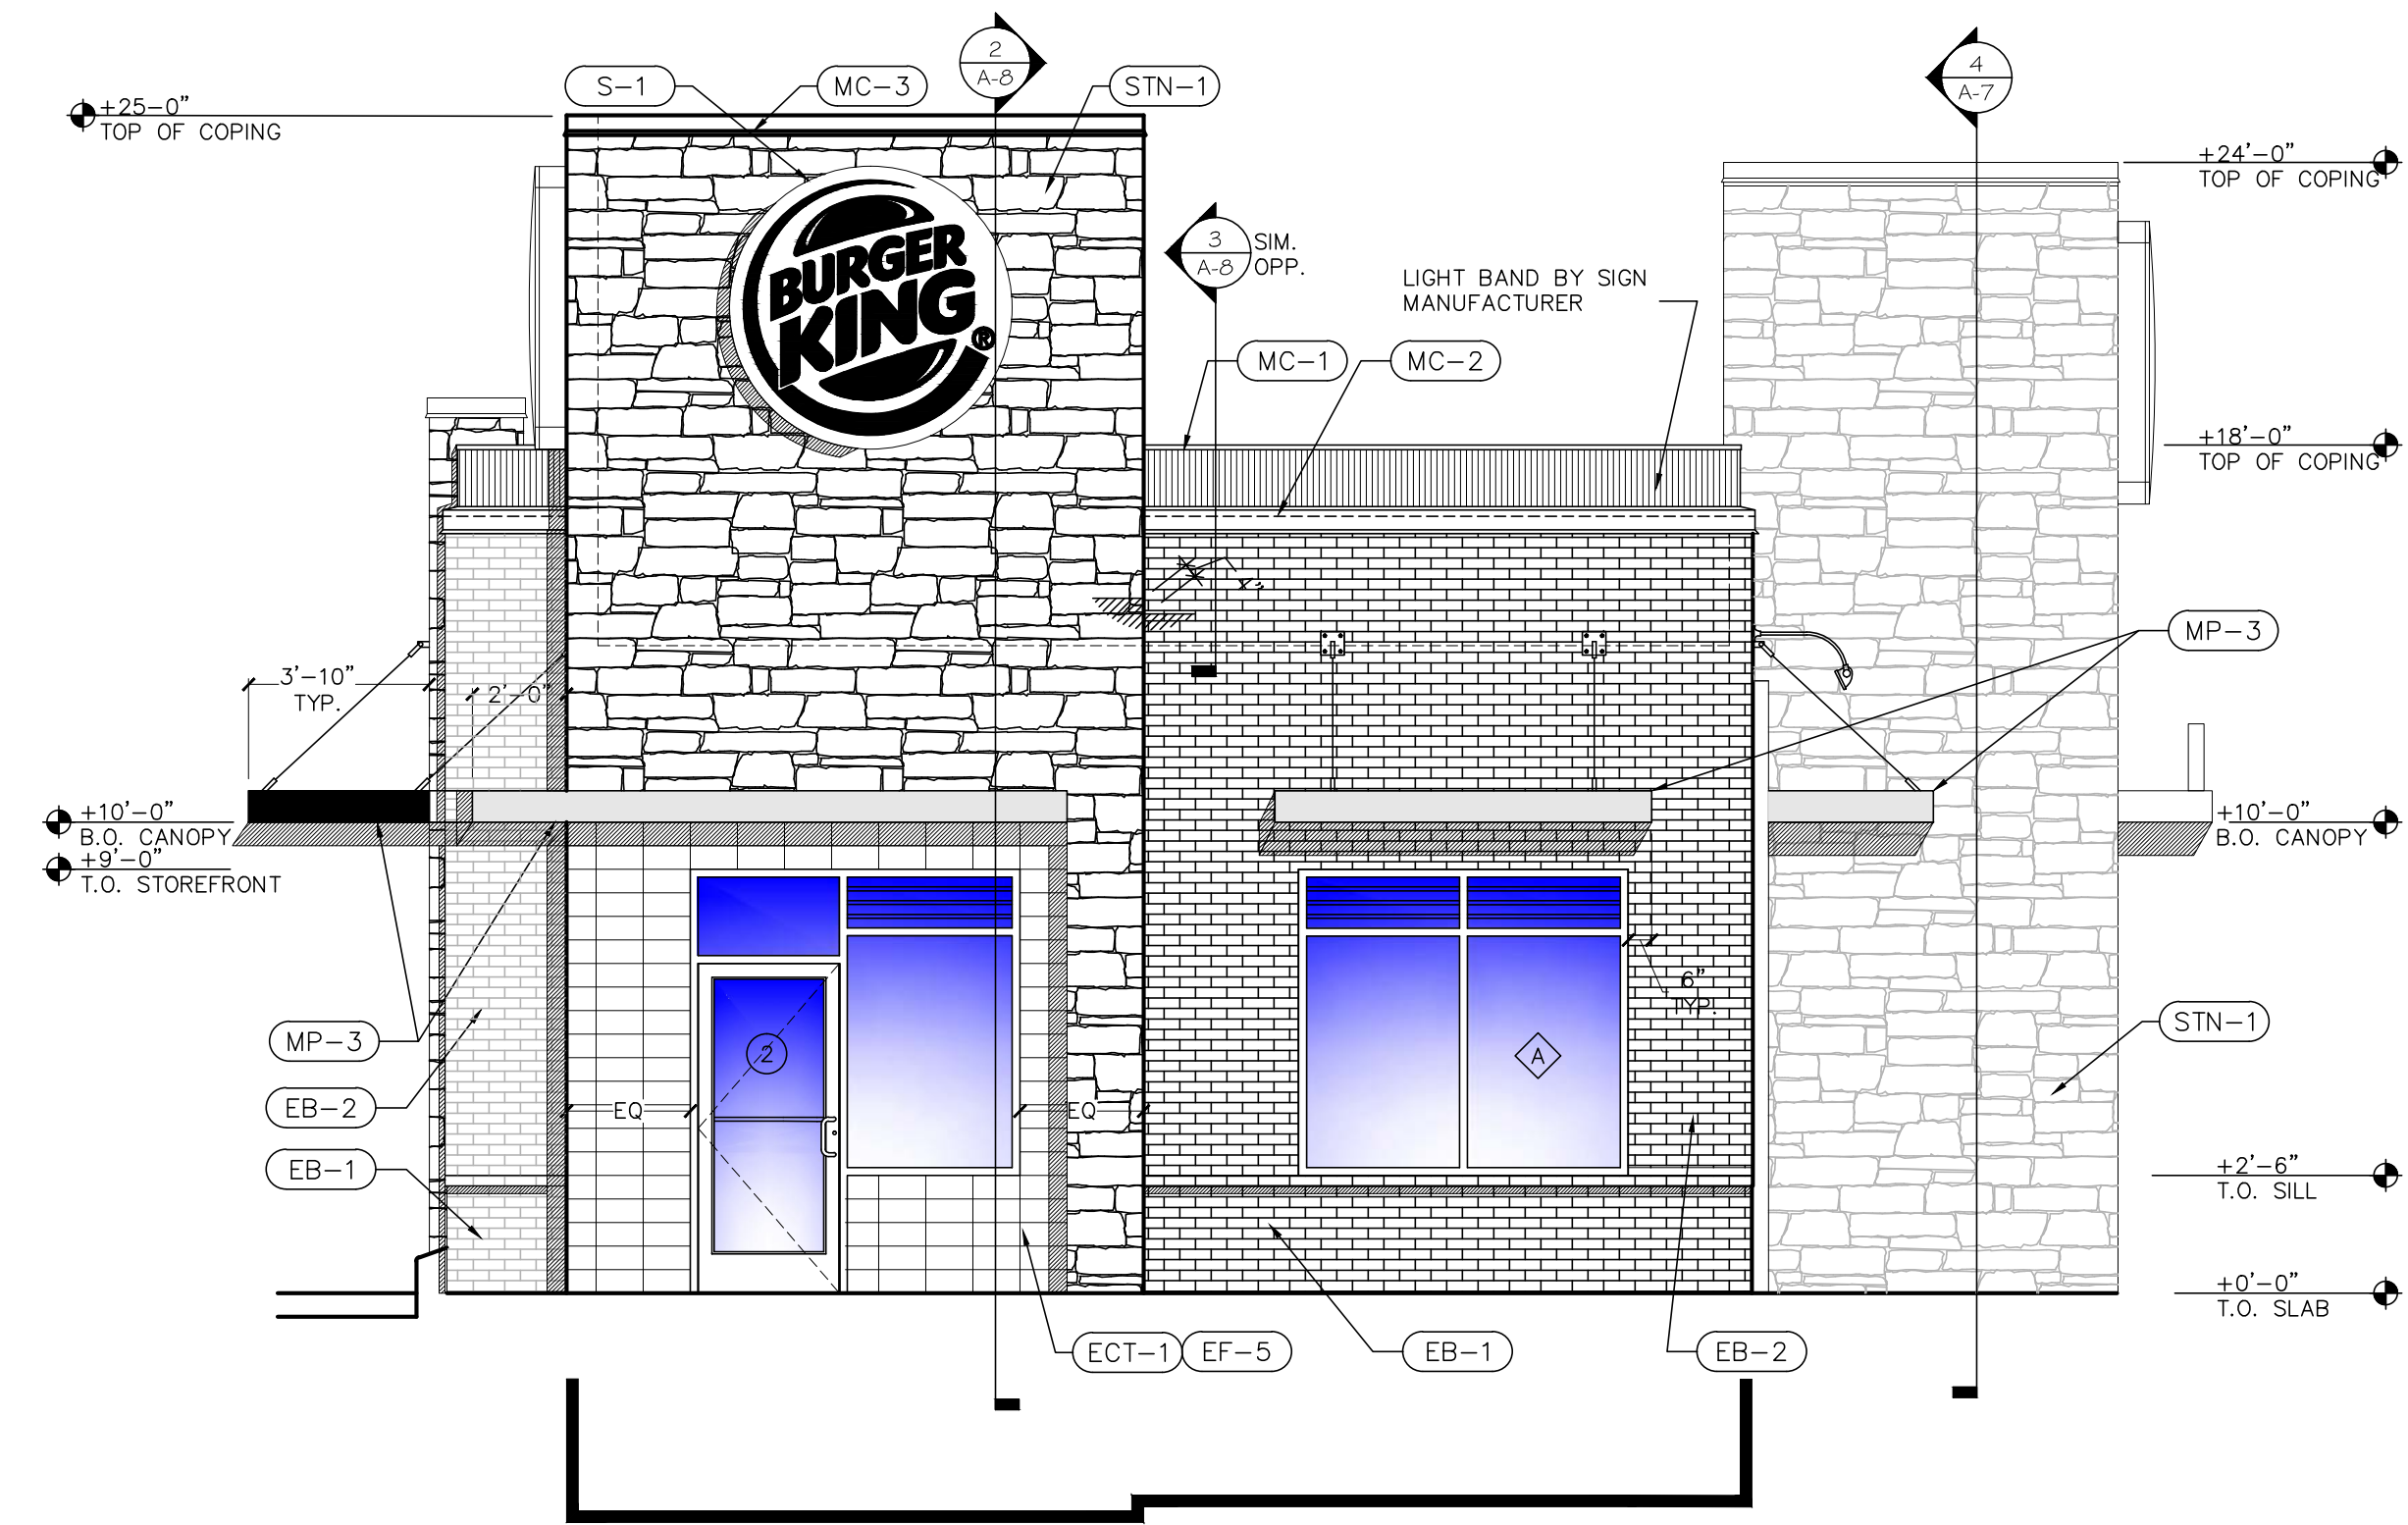 2
A-8
4
A-7
S-1
MC-3
STN-1
+25-0"
TOP OF COPING
+24'-0"
TOP OF COPING
BURGER
KING
®
3
A-8
SIM.
OPP.
LIGHT BAND BY SIGN
MANUFACTURER
MC-1
MC-2
+18'-0"
TOP OF COPING
MP-3
3'-10"
TYP.
2'-0"
+10'-0"
B.O. CANOPY
+9'-0"
T.O. STOREFRONT
+10'-0"
B.O. CANOPY
6"
TYP.
STN-1
MP-3
2
A
EB-2
EQ
EQ
EB-1
+2'-6"
T.O. SILL
+0'-0"
T.O. SLAB
ECT-1
EF-5
EB-1
EB-2